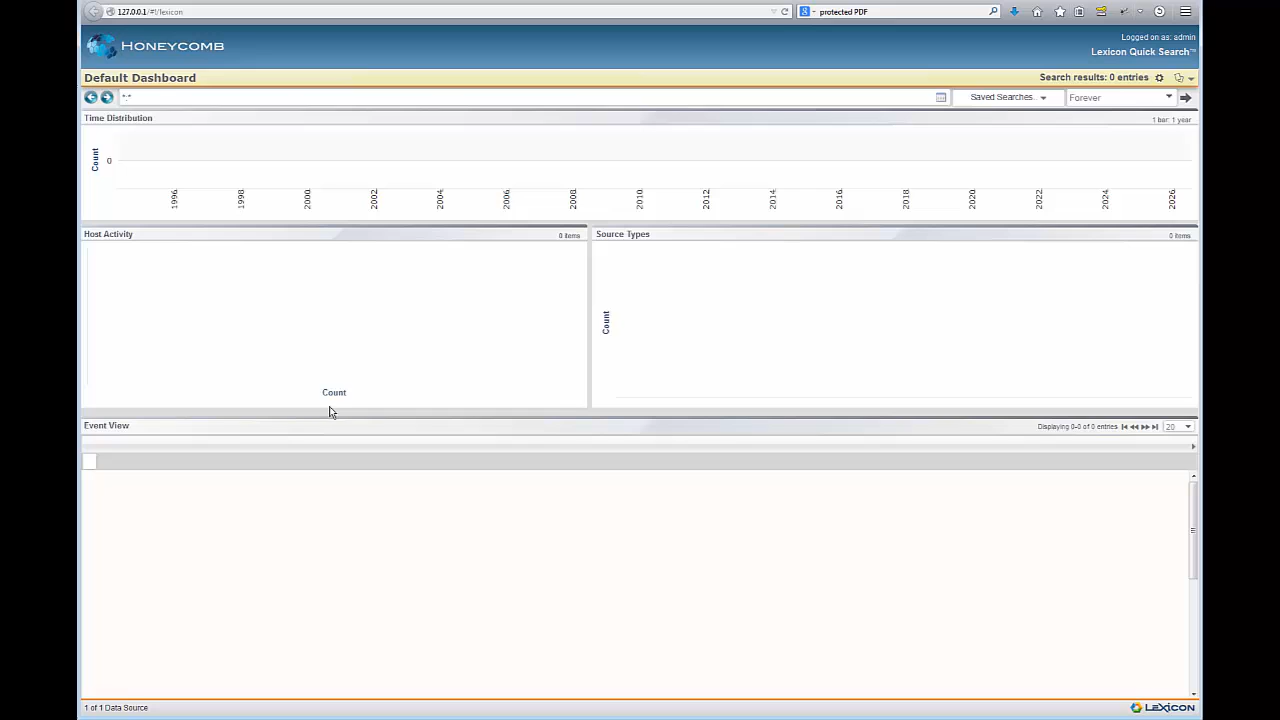 127.0.0.1/#!/lexicon
protected PDF
HONEYCOMB
Logged on as: admin
Lexicon Quick Search™
Default Dashboard
Search results: 0 entries
*:*
Saved Searches..
Forever
Time Distribution
1 bar: 1 year
Count
0
1996
1998
2000
2002
2004
2006
2008
2010
2012
2014
2016
2018
2020
2022
2024
2026
Host Activity
0 items
Source Types
0 items
Count
Count
Event View
Displaying 0-0 of 0 entries
20
1 of 1 Data Source
LEXICON